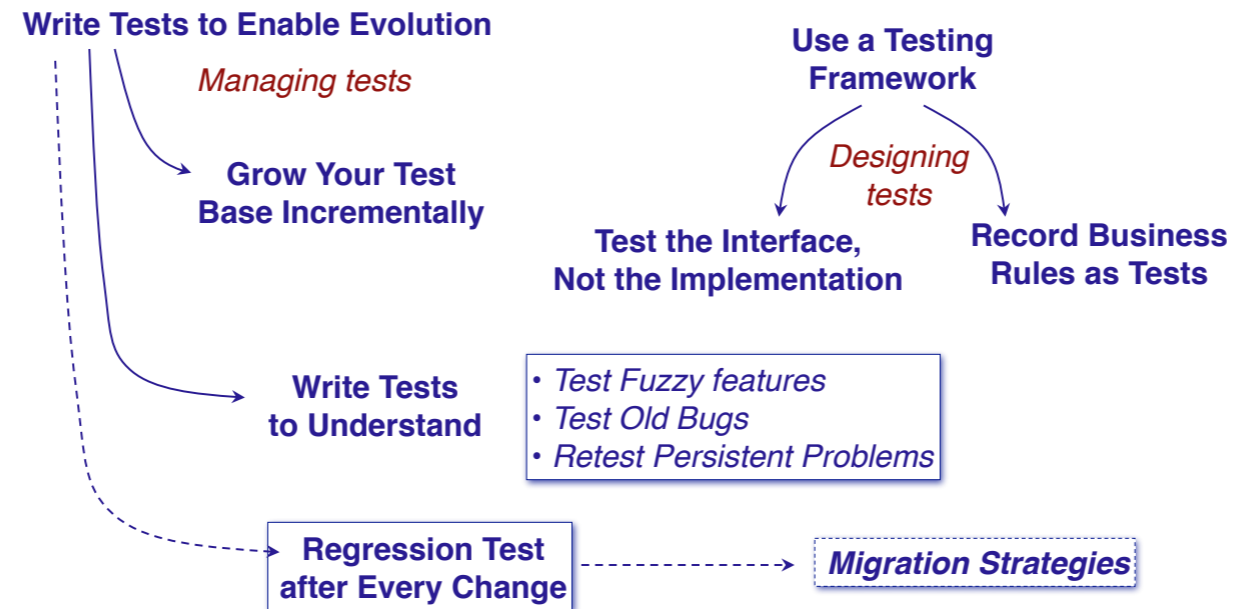 Write Tests to Enable Evolution
Managing tests
Grow Your Test
Base Incrementally
Use a Testing
Framework
Designing
tests
Test the Interface,
Not the Implementation
Record Business
Rules as Tests
Write Tests
to Understand
• Test Fuzzy features
• Test Old Bugs
• Retest Persistent Problems
Regression Test
after Every Change
Migration Strategies